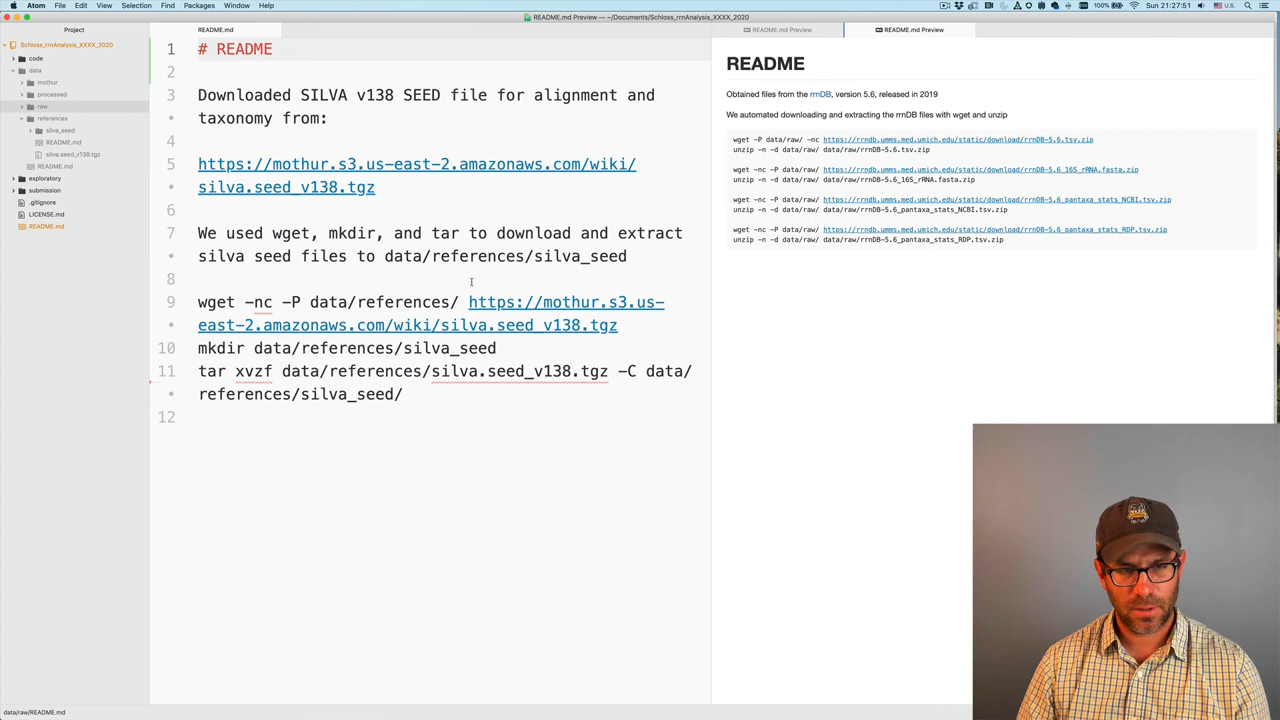 Atom File Edit View Selection Find Packages Window Help
100% Sun 21:27:51 U.S.
README.md Preview — ~/Documents/Schloss_rrnAnalysis_XXXX_2020
Project
Schloss_rrnAnalysis_XXXX_2020
code
data
mothur
processed
raw
references
silva_seed
README.md
silva.seed_v138.tgz
README.md
exploratory
submission
.gitignore
LICENSE.md
README.md
README.md
1 # README
2
3 Downloaded SILVA v138 SEED file for alignment and
• taxonomy from:
4
5 https://mothur.s3.us-east-2.amazonaws.com/wiki/
• silva.seed_v138.tgz
6
7 We used wget, mkdir, and tar to download and extract
• silva seed files to data/references/silva_seed
8
9 wget -nc -P data/references/ https://mothur.s3.us-
• east-2.amazonaws.com/wiki/silva.seed_v138.tgz
10 mkdir data/references/silva_seed
11 tar xvzf data/references/silva.seed_v138.tgz -C data/
• references/silva_seed/
12
README.md Preview README.md Preview
README
Obtained files from the rrnDB, version 5.6, released in 2019
We automated downloading and extracting the rrnDB files with wget and unzip
wget -P data/raw/ -nc https://rrndb.umms.med.umich.edu/static/download/rrnDB-5.6.tsv.zip
unzip -n -d data/raw/ data/raw/rrnDB-5.6.tsv.zip
wget -nc -P data/raw/ https://rrndb.umms.med.umich.edu/static/download/rrnDB-5.6_16S_rRNA.fasta.zip
unzip -n -d data/raw/ data/raw/rrnDB-5.6_16S_rRNA.fasta.zip
wget -nc -P data/raw/ https://rrndb.umms.med.umich.edu/static/download/rrnDB-5.6_pantaxa_stats_NCBI.tsv.zip
unzip -n -d data/raw/ data/raw/rrnDB-5.6_pantaxa_stats_NCBI.tsv.zip
wget -nc -P data/raw/ https://rrndb.umms.med.umich.edu/static/download/rrnDB-5.6_pantaxa_stats_RDP.tsv.zip
unzip -n -d data/raw/ data/raw/rrnDB-5.6_pantaxa_stats_RDP.tsv.zip
data/raw/README.md